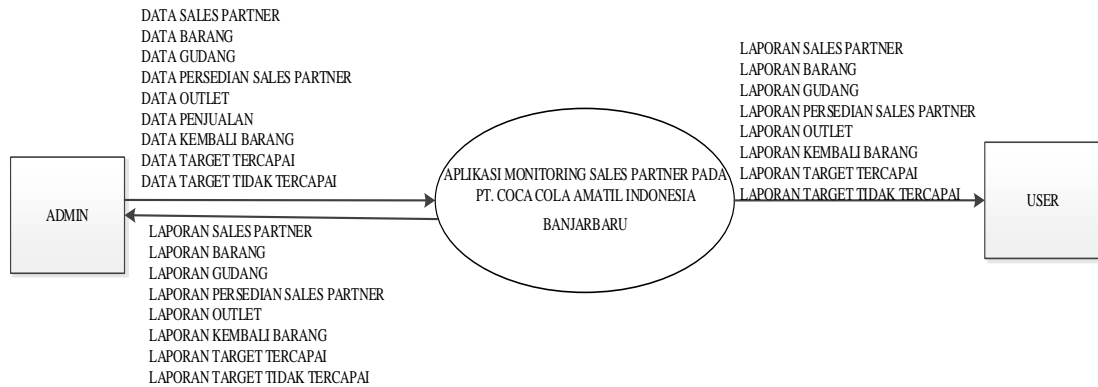 DATA SALES PARTNER
DATA BARANG
DATA GUDANG
DATA PERSEDIAN SALES PARTNER
DATA OUTLET
DATA PENJUALAN
DATA KEMBALI BARANG
DATA TARGET TERCAPAI
DATA TARGET TIDAK TERCAPAI
ADMIN
LAPORAN SALES PARTNER
LAPORAN BARANG
LAPORAN GUDANG
LAPORAN PERSEDIAN SALES PARTNER
LAPORAN OUTLET
LAPORAN KEMBALI BARANG
LAPORAN TARGET TERCAPAI
LAPORAN TARGET TIDAK TERCAPAI
APLIKASI MONITORING SALES PARTNER PADA
PT. COCA COLA AMATIL INDONESIA
BANJARBARU
LAPORAN SALES PARTNER
LAPORAN BARANG
LAPORAN GUDANG
LAPORAN PERSEDIAN SALES PARTNER
LAPORAN OUTLET
LAPORAN KEMBALI BARANG
LAPORAN TARGET TERCAPAI
LAPORAN TARGET TIDAK TERCAPAI
USER